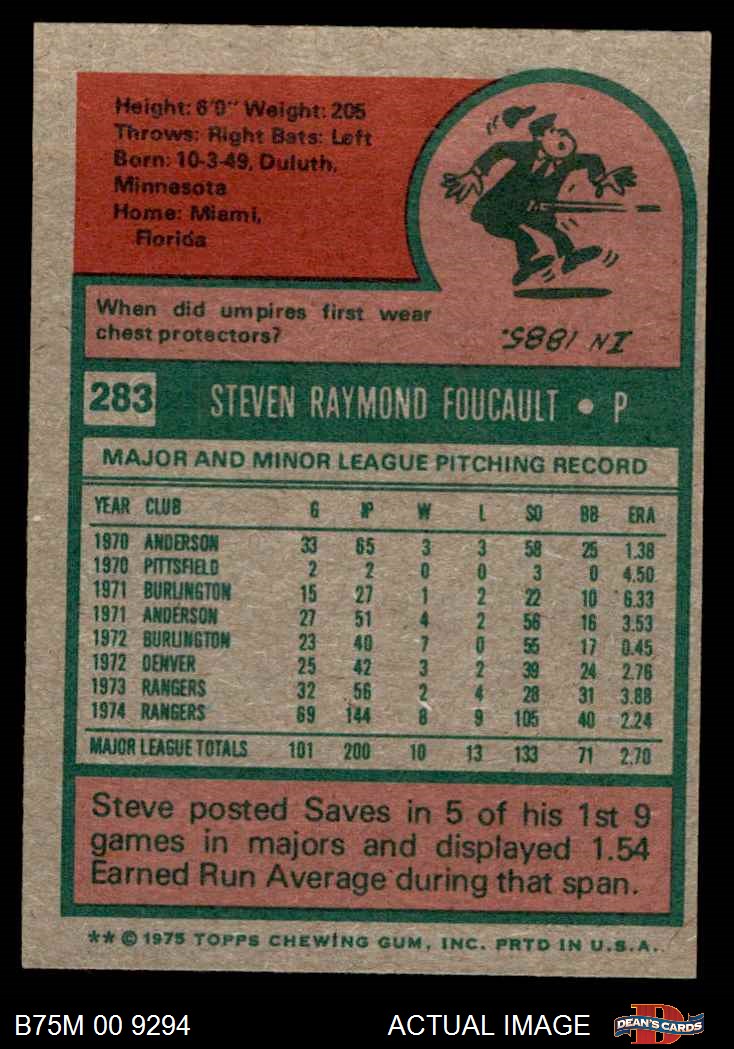 Height: 6'0" Weight: 205
Throws: Right Bats: Left
Born: 10-3-49, Duluth,
Minnesota
Home: Miami,
Florida
When did umpires first wear
chest protectors?
IN 1885.
283 STEVEN RAYMOND FOUCAULT • P
MAJOR AND MINOR LEAGUE PITCHING RECORD
YEAR CLUB G IP W L SO BB ERA
1970 ANDERSON 33 65 3 3 58 25 1.38
1970 PITTSFIELD 2 2 0 0 3 0 4.50
1971 BURLINGTON 15 27 1 2 22 10 6.33
1971 ANDERSON 27 51 4 2 56 16 3.53
1972 BURLINGTON 23 40 7 0 55 17 0.45
1972 DENVER 25 42 3 2 39 24 2.76
1973 RANGERS 32 56 2 4 28 31 3.88
1974 RANGERS 69 144 8 9 105 40 2.24
MAJOR LEAGUE TOTALS 101 200 10 13 133 71 2.70
Steve posted Saves in 5 of his 1st 9
games in majors and displayed 1.54
Earned Run Average during that span.
** © 1975 TOPPS CHEWING GUM, INC. PRTD IN U.S.A.
B75M 00 9294 ACTUAL IMAGE DEAN'S CARDS